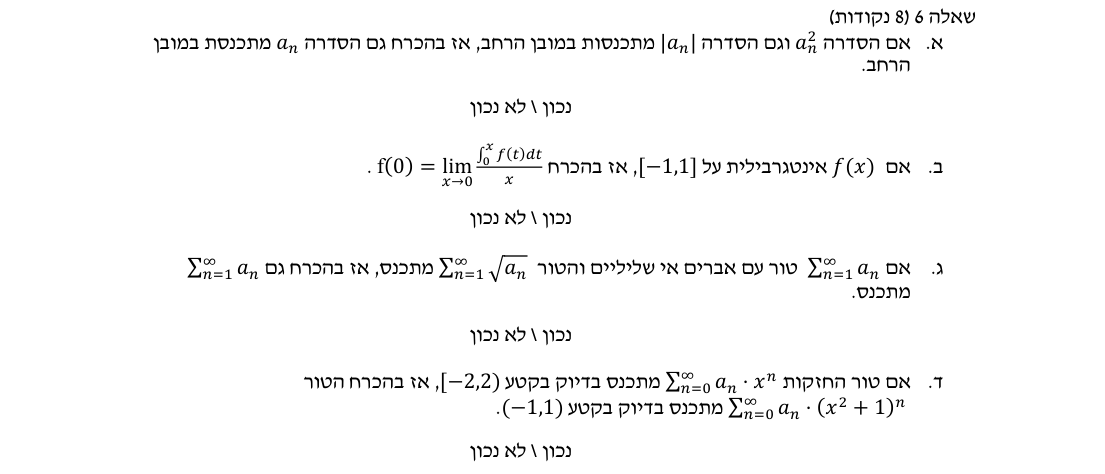 שאלה 6 (8 נקודות)
א. אם הסדרה $a_n^2$ וגם הסדרה $|a_n|$ מתכנסות במובן הרחב, אז בהכרח גם הסדרה $a_n$ מתכנסת במובן
הרחב.
נכון \ לא נכון
ב. אם $f(x)$ אינטגרבילית על $[-1,1]$, אז בהכרח $f(0) = \lim_{x \to 0} \frac{\int_0^x f(t)dt}{x}$ .
נכון \ לא נכון
ג. אם $\sum_{n=1}^{\infty} a_n$ טור עם אברים אי שליליים והטור $\sum_{n=1}^{\infty} \sqrt{a_n}$ מתכנס, אז בהכרח גם $\sum_{n=1}^{\infty} a_n$
מתכנס.
נכון \ לא נכון
ד. אם טור החזקות $\sum_{n=0}^{\infty} a_n \cdot x^n$ מתכנס בדיוק בקטע $[-2,2)$, אז בהכרח הטור
$\sum_{n=0}^{\infty} a_n \cdot (x^2 + 1)^n$ מתכנס בדיוק בקטע $(-1,1)$.
נכון \ לא נכון